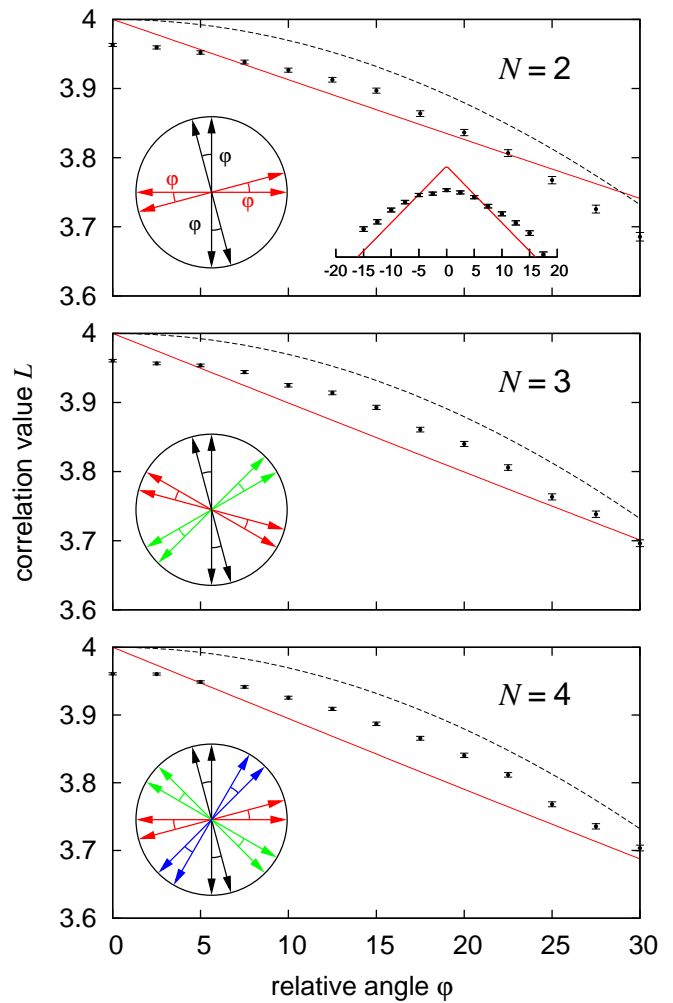 4
3.9
3.8
3.7
3.6
N = 2
φ
φ
φ
φ
-20 -15 -10 -5 0 5 10 15 20
4
3.9
3.8
3.7
3.6
N = 3
correlation value L
4
3.9
3.8
3.7
3.6
N = 4
0 5 10 15 20 25 30
relative angle φ